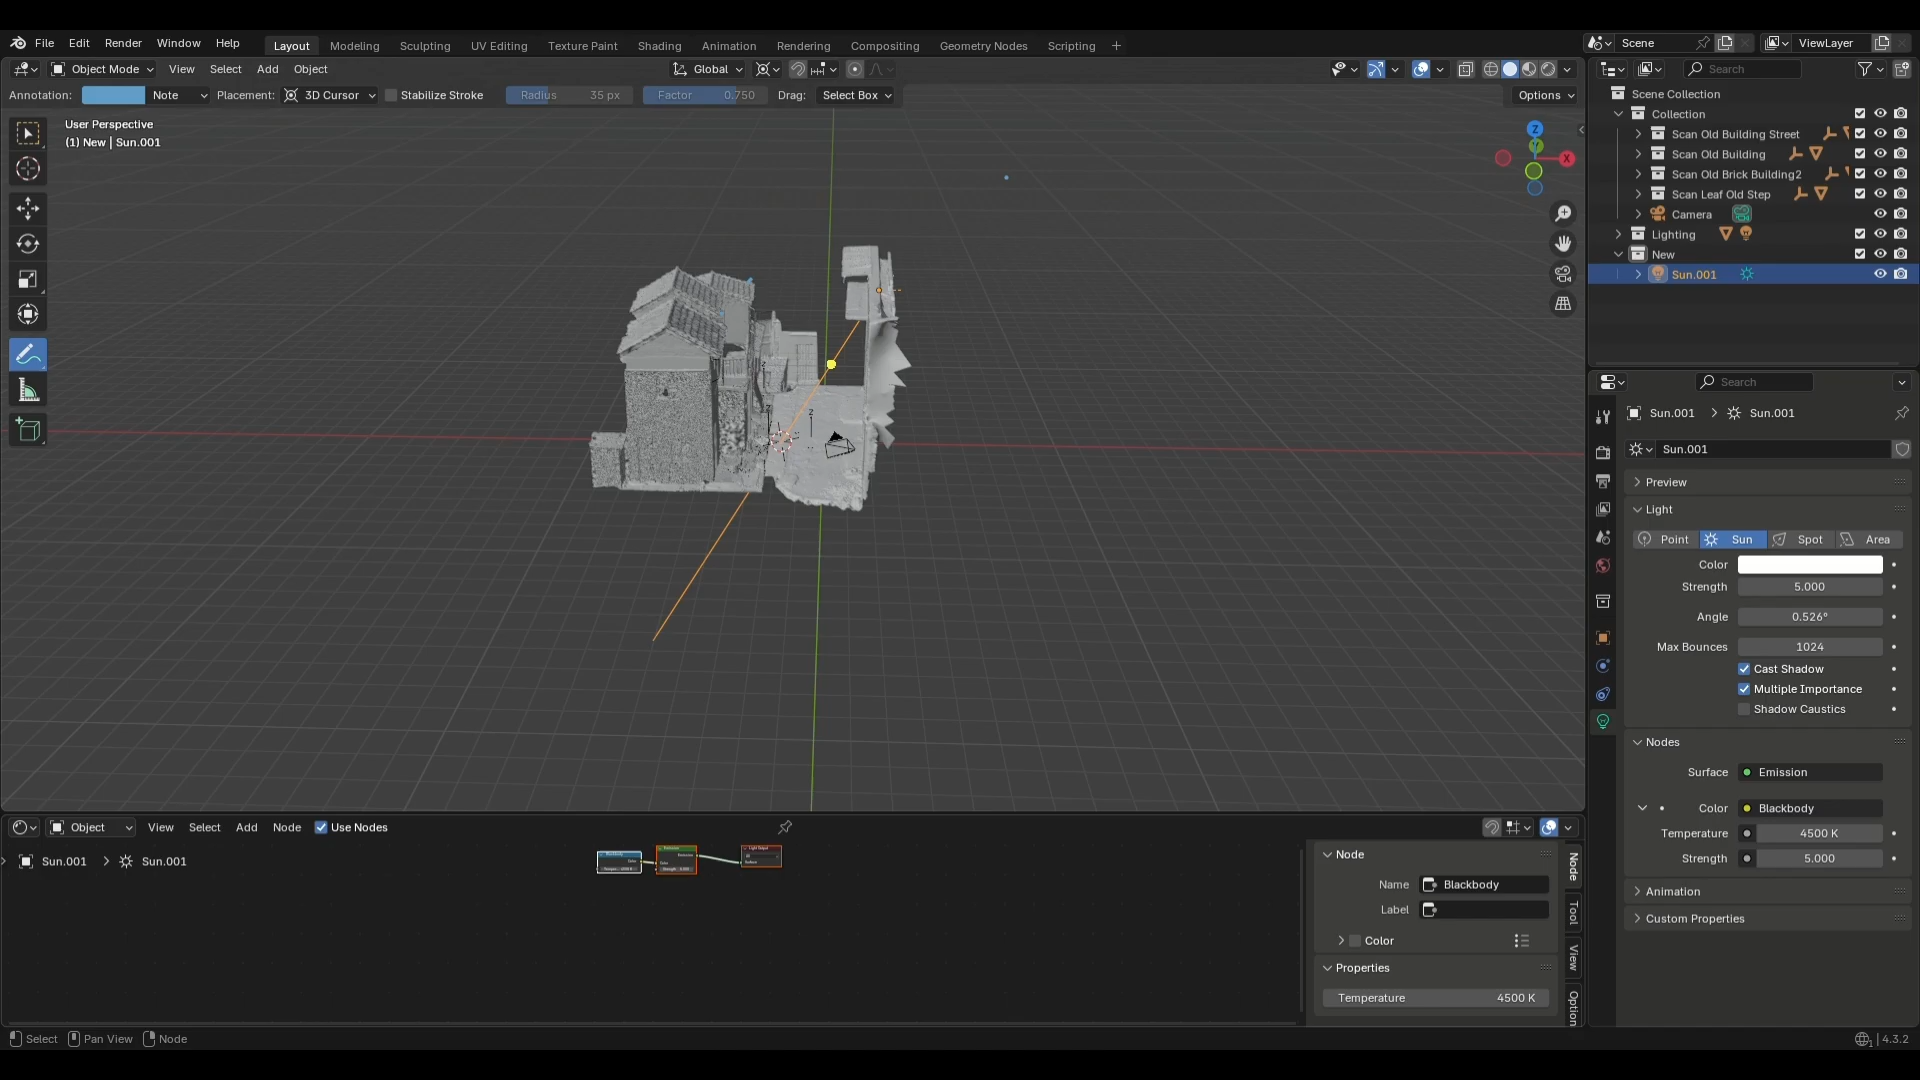 File Edit Render Window Help Layout Modeling Sculpting UV Editing Texture Paint Shading Animation Rendering Compositing Geometry Nodes Scripting + Scene ViewLayer
Object Mode View Select Add Object Global Search
Annotation: Note Placement: 3D Cursor Stabilize Stroke Radius 35 px Factor 0.750 Drag: Select Box Options
User Perspective
(1) New | Sun.001
Z
Y
X
Scene Collection
Collection
Scan Old Building Street
Scan Old Building
Scan Old Brick Building2
Scan Leaf Old Step
Camera
Lighting
New
Sun.001
Search
Sun.001 > Sun.001
Sun.001
Preview
Light
Point Sun Spot Area
Color
Strength 5.000
Angle 0.526°
Max Bounces 1024
Cast Shadow
Multiple Importance
Shadow Caustics
Nodes
Surface Emission
Color Blackbody
Temperature 4500 K
Strength 5.000
Animation
Custom Properties
Object View Select Add Node Use Nodes
Sun.001 > Sun.001
Node
Name Blackbody
Label
Color
Properties
Temperature 4500 K
Node
Tool
View
Option
Select Pan View Node 4.3.2